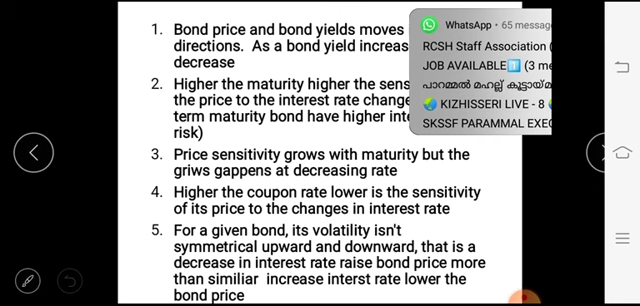 1. Bond price and bond yields moves
directions. As a bond yield increas
decrease
2. Higher the maturity higher the sens
the price to the interest rate change
term maturity bond have higher inte
risk)
3. Price sensitivity grows with maturity but the
griws gappens at decreasing rate
4. Higher the coupon rate lower is the sensitivity
of its price to the changes in interest rate
5. For a given bond, its volatility isn't
symmetrical upward and downward, that is a
decrease in interest rate raise bond price more
than similiar increase interst rate lower the
bond price
WhatsApp • 65 messag
RCSH Staff Association (
JOB AVAILABLE1️⃣ (3 me
പാറമ്മൽ മഹല്ല് കൂട്ടായ്മ
🌏 KIZHISSERI LIVE - 8 🌏
SKSSF PARAMMAL EXEC